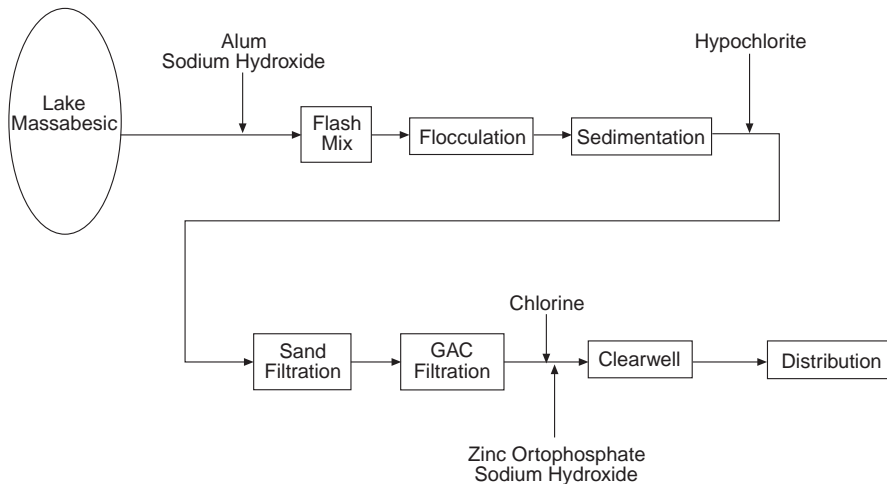 Alum
Sodium Hydroxide
Hypochlorite
Lake
Massabesic
Flash
Mix
Flocculation
Sedimentation
Chlorine
Sand
Filtration
GAC
Filtration
Clearwell
Distribution
Zinc Ortophosphate
Sodium Hydroxide